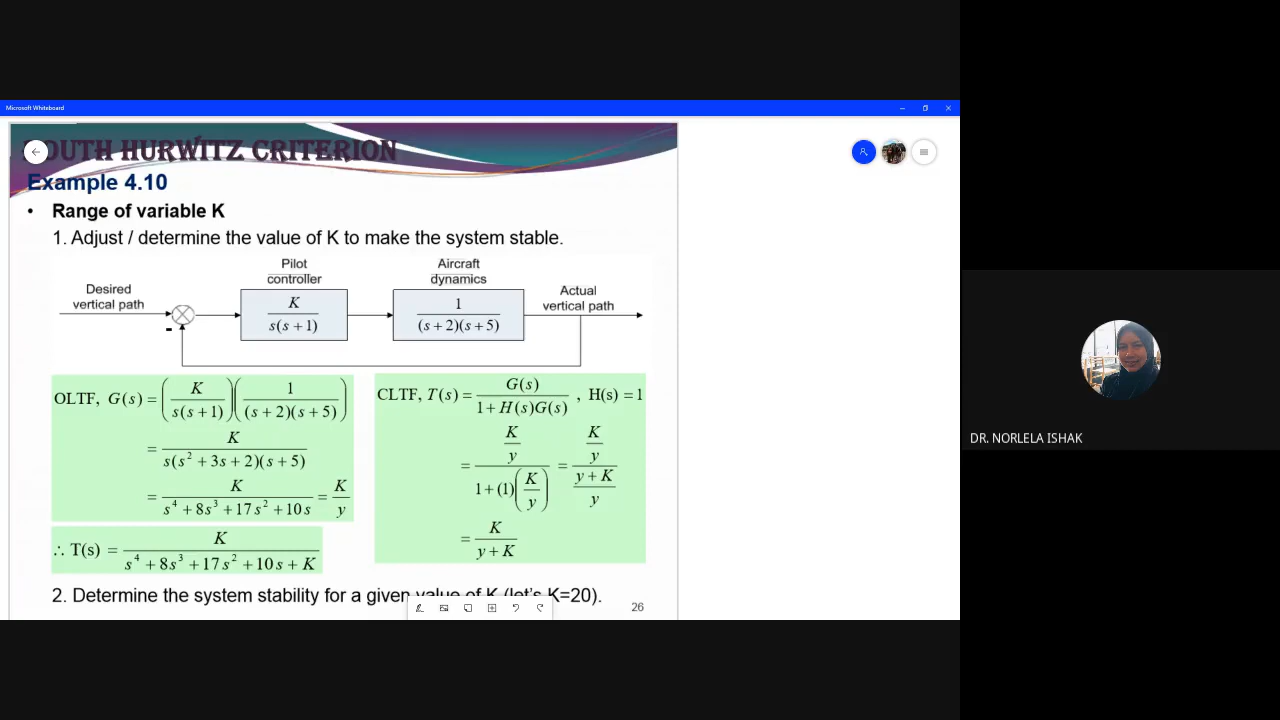 Microsoft Whiteboard
OUTH HURWITZ CRITERION
Example 4.10
• Range of variable K
1. Adjust / determine the value of K to make the system stable.
Desired vertical path
-
Pilot controller
K / s(s + 1)
Aircraft dynamics
1 / (s + 2)(s + 5)
Actual vertical path
OLTF, G(s) = (K / s(s + 1)) (1 / (s + 2)(s + 5))
= K / s(s² + 3s + 2)(s + 5)
= K / s⁴ + 8s³ + 17s² + 10s = K / y
∴ T(s) = K / s⁴ + 8s³ + 17s² + 10s + K
CLTF, T(s) = G(s) / 1 + H(s)G(s) , H(s) = 1
= (K / y) / 1 + (1)(K / y) = (K / y) / (y + K / y)
= K / y + K
2. Determine the system stability for a given value of K (let's K=20).
26
DR. NORLELA ISHAK